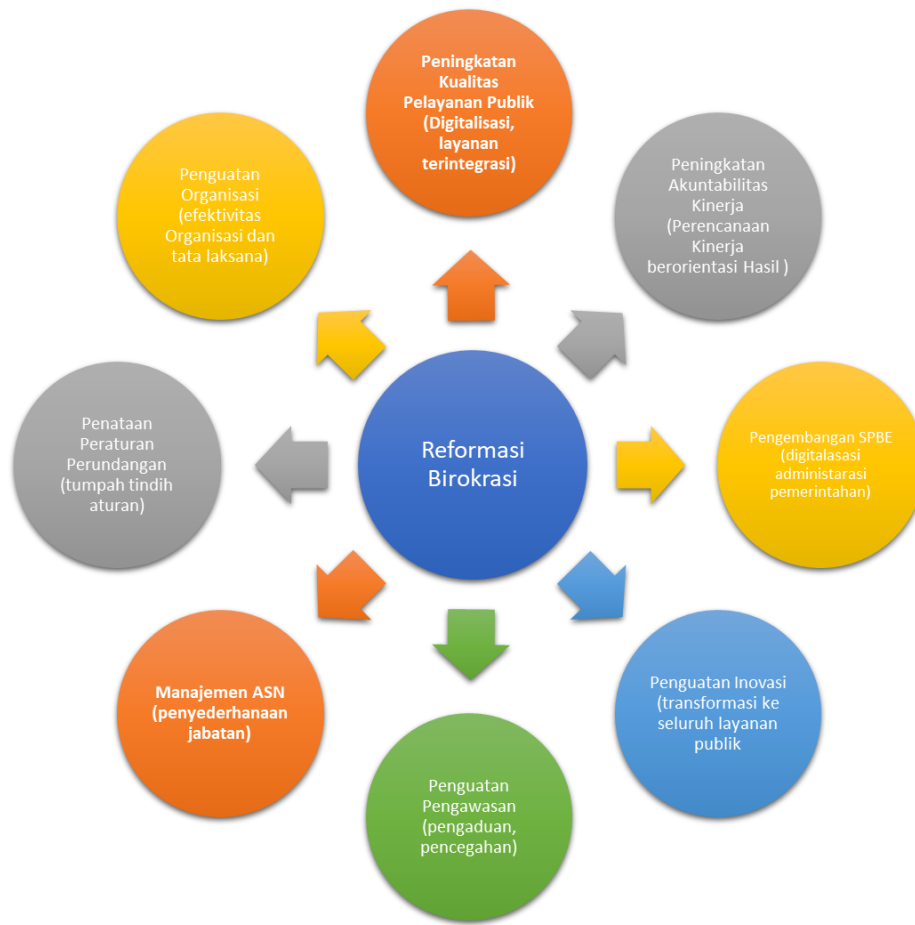 Peningkatan
Kualitas
Pelayanan Publik
(Digitalisasi,
layanan
terintegrasi)
Peningkatan
Akuntabilitas
Kinerja
(Perencanaan
Kinerja
berorientasi Hasil )
Pengembangan SPBE
(digitalasasi
administarasi
pemerintahan)
Penguatan Inovasi
(transformasi ke
seluruh layanan
publik
Penguatan
Pengawasan
(pengaduan,
pencegahan)
Manajemen ASN
(penyederhanaan
jabatan)
Penataan
Peraturan
Perundangan
(tumpah tindih
aturan)
Penguatan
Organisasi
(efektivitas
Organisasi dan
tata laksana)
Reformasi
Birokrasi